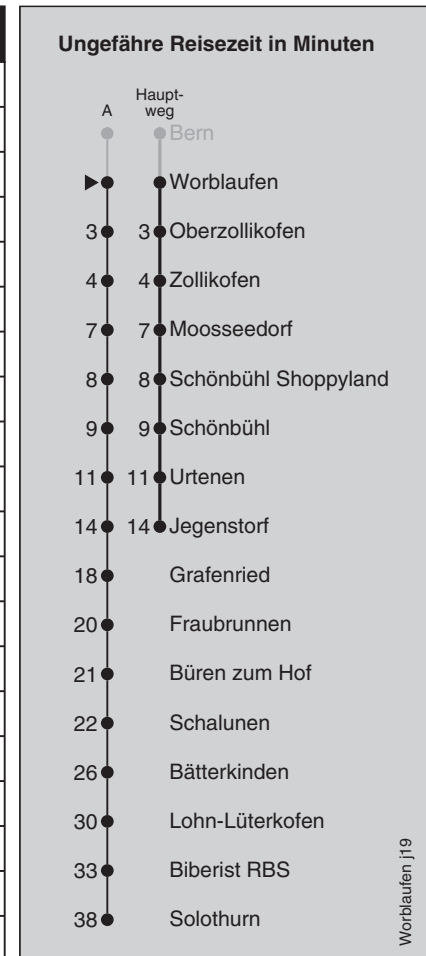 Ungefähre Reisezeit in Minuten
A Haupt-
weg
Bern
Worblaufen
3 3 Oberzollikofen
4 4 Zollikofen
7 7 Moosseedorf
8 8 Schönbühl Shoppyland
9 9 Schönbühl
11 11 Urtenen
14 14 Jegenstorf
18 Grafenried
20 Fraubrunnen
21 Büren zum Hof
22 Schalunen
26 Bätterkinden
30 Lohn-Lüterkofen
33 Biberist RBS
38 Solothurn
Worblaufen j19